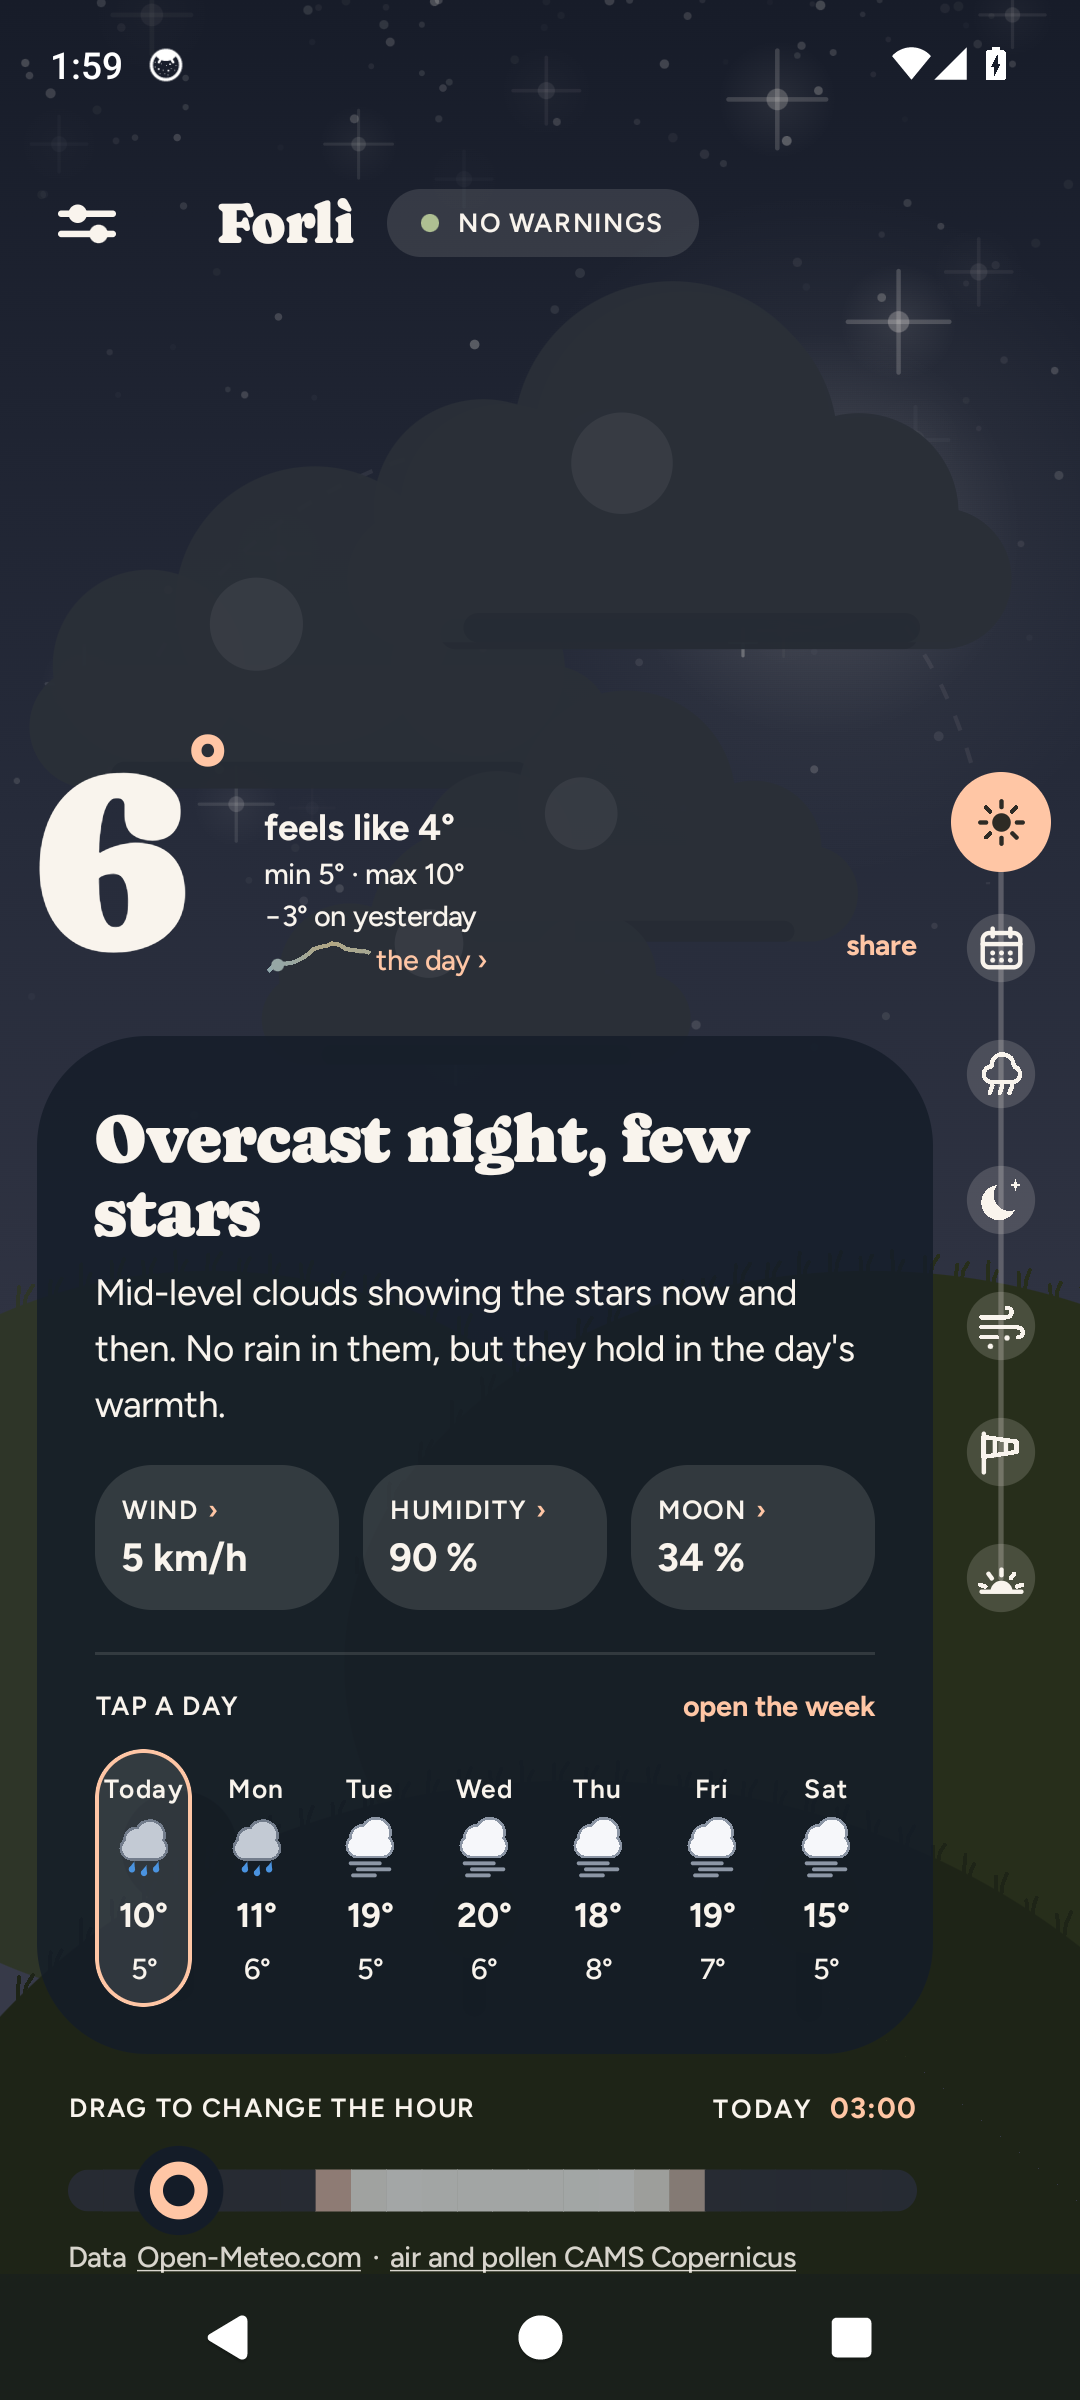 1:59
Forlì
NO WARNINGS
6°
feels like 4°
min 5° · max 10°
−3° on yesterday
the day ›
share
Overcast night, few
stars
Mid-level clouds showing the stars now and
then. No rain in them, but they hold in the day's
warmth.
WIND › HUMIDITY › MOON ›
5 km/h 90 % 34 %
TAP A DAY open the week
Today Mon Tue Wed Thu Fri Sat
10° 11° 19° 20° 18° 19° 15°
5° 6° 5° 6° 8° 7° 5°
DRAG TO CHANGE THE HOUR TODAY 03:00
Data Open-Meteo.com · air and pollen CAMS Copernicus